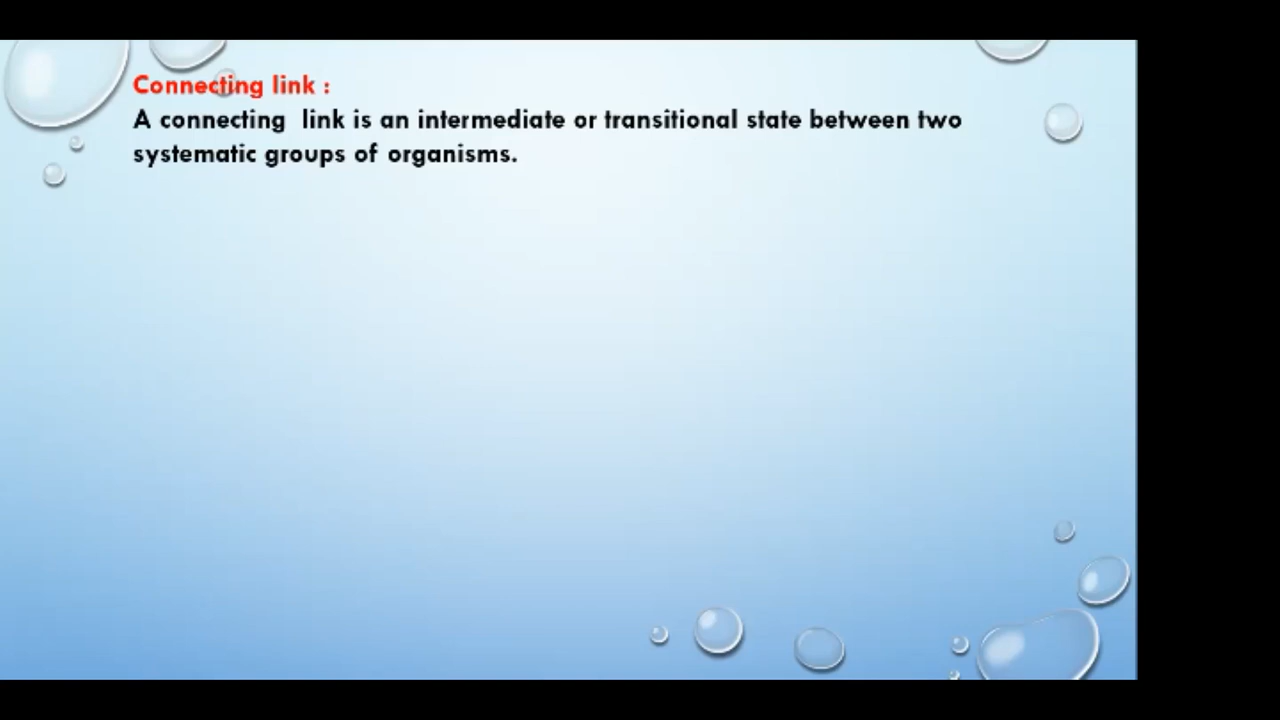 Connecting link :
A connecting  link is an intermediate or transitional state between two
systematic groups of organisms.